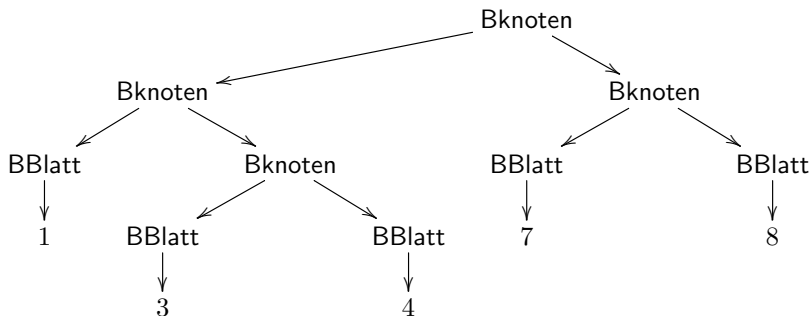 Bknoten
Bknoten Bknoten
BBlatt Bknoten BBlatt BBlatt
1 BBlatt BBlatt 7 8
3 4